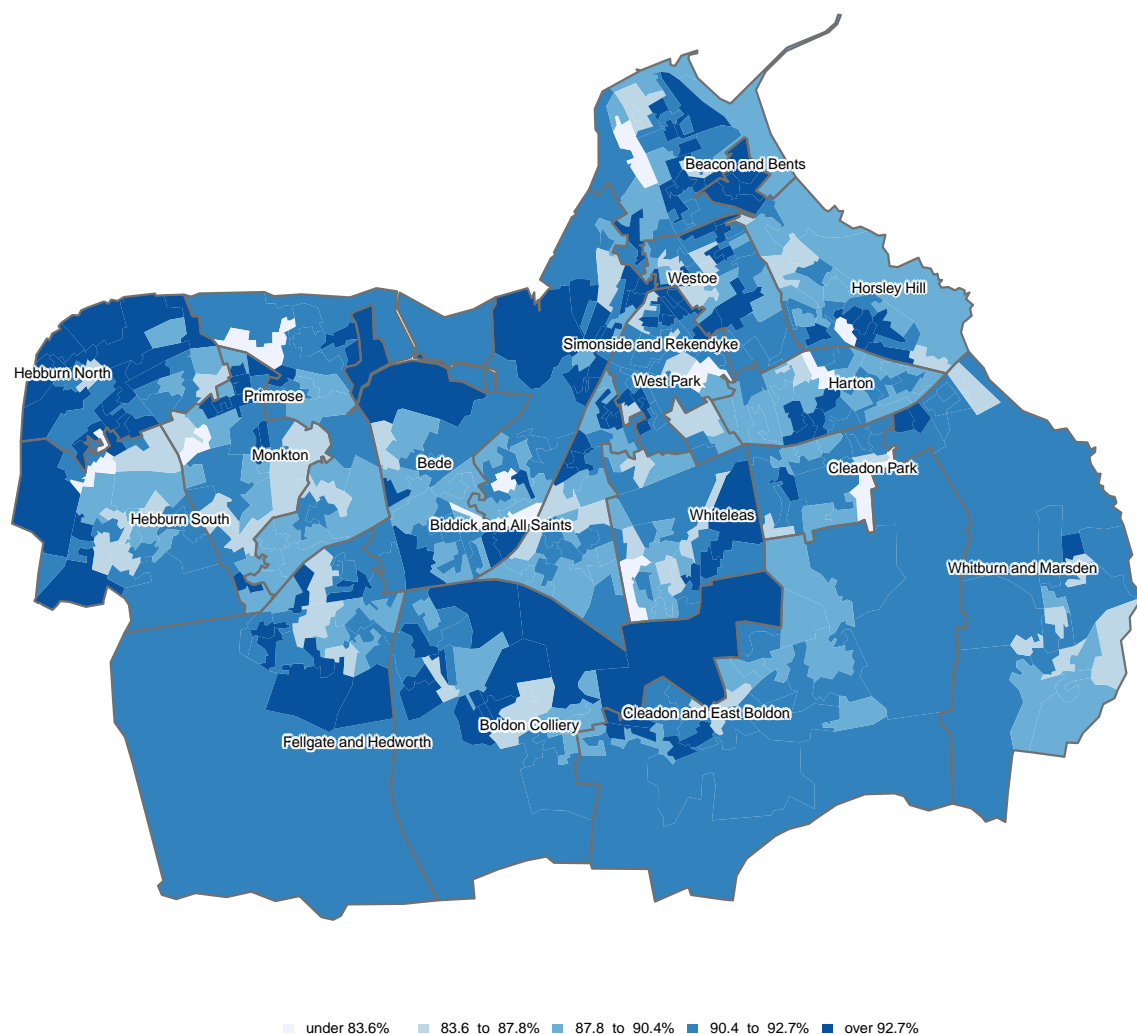 Beacon and Bents
Westoe
Horsley Hill
Simonside and Rekendyke
Hebburn North
West Park
Harton
Primrose
Monkton
Bede
Cleadon Park
Hebburn South
Biddick and All Saints
Whiteleas
Whitburn and Marsden
Cleadon and East Boldon
Boldon Colliery
Fellgate and Hedworth
under 83.6% 83.6 to 87.8% 87.8 to 90.4% 90.4 to 92.7% over 92.7%